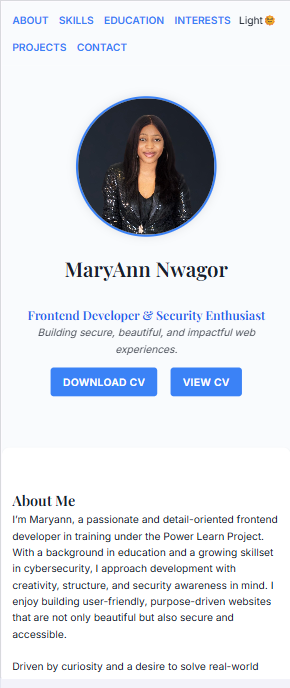 ABOUT SKILLS EDUCATION INTERESTS Light
PROJECTS CONTACT
MaryAnn Nwagor
Frontend Developer & Security Enthusiast
Building secure, beautiful, and impactful web
experiences.
DOWNLOAD CV VIEW CV
About Me
I'm Maryann, a passionate and detail-oriented frontend
developer in training under the Power Learn Project.
With a background in education and a growing skillset
in cybersecurity, I approach development with
creativity, structure, and security awareness in mind. I
enjoy building user-friendly, purpose-driven websites
that are not only beautiful but also secure and
accessible.
Driven by curiosity and a desire to solve real-world